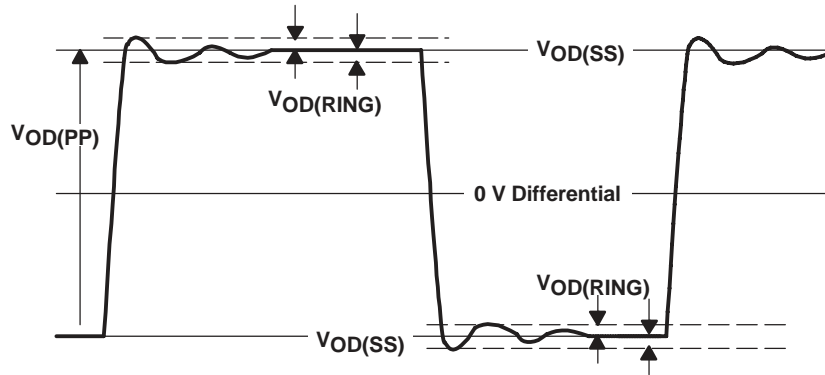 VOD(SS)
VOD(RING)
VOD(PP)
0 V Differential
VOD(RING)
VOD(SS)